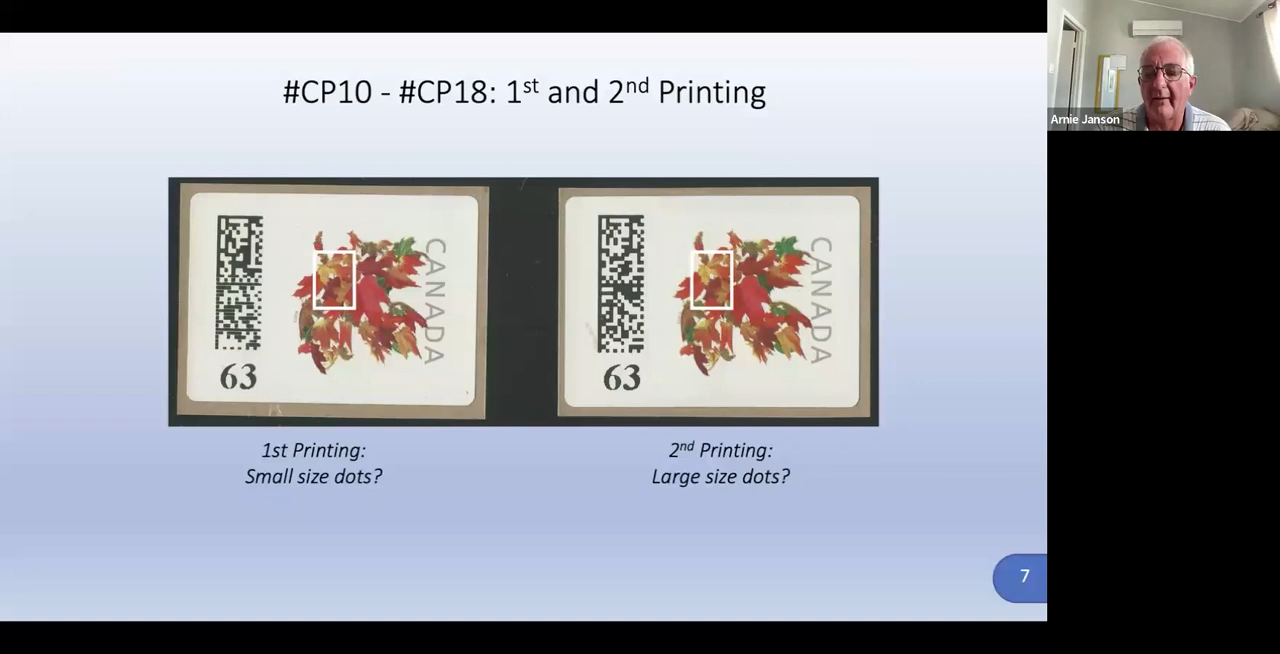 #CP10 - #CP18: 1st and 2nd Printing
Arnie Janson
CANADA
63
CANADA
63
1st Printing:
Small size dots?
2nd Printing:
Large size dots?
7